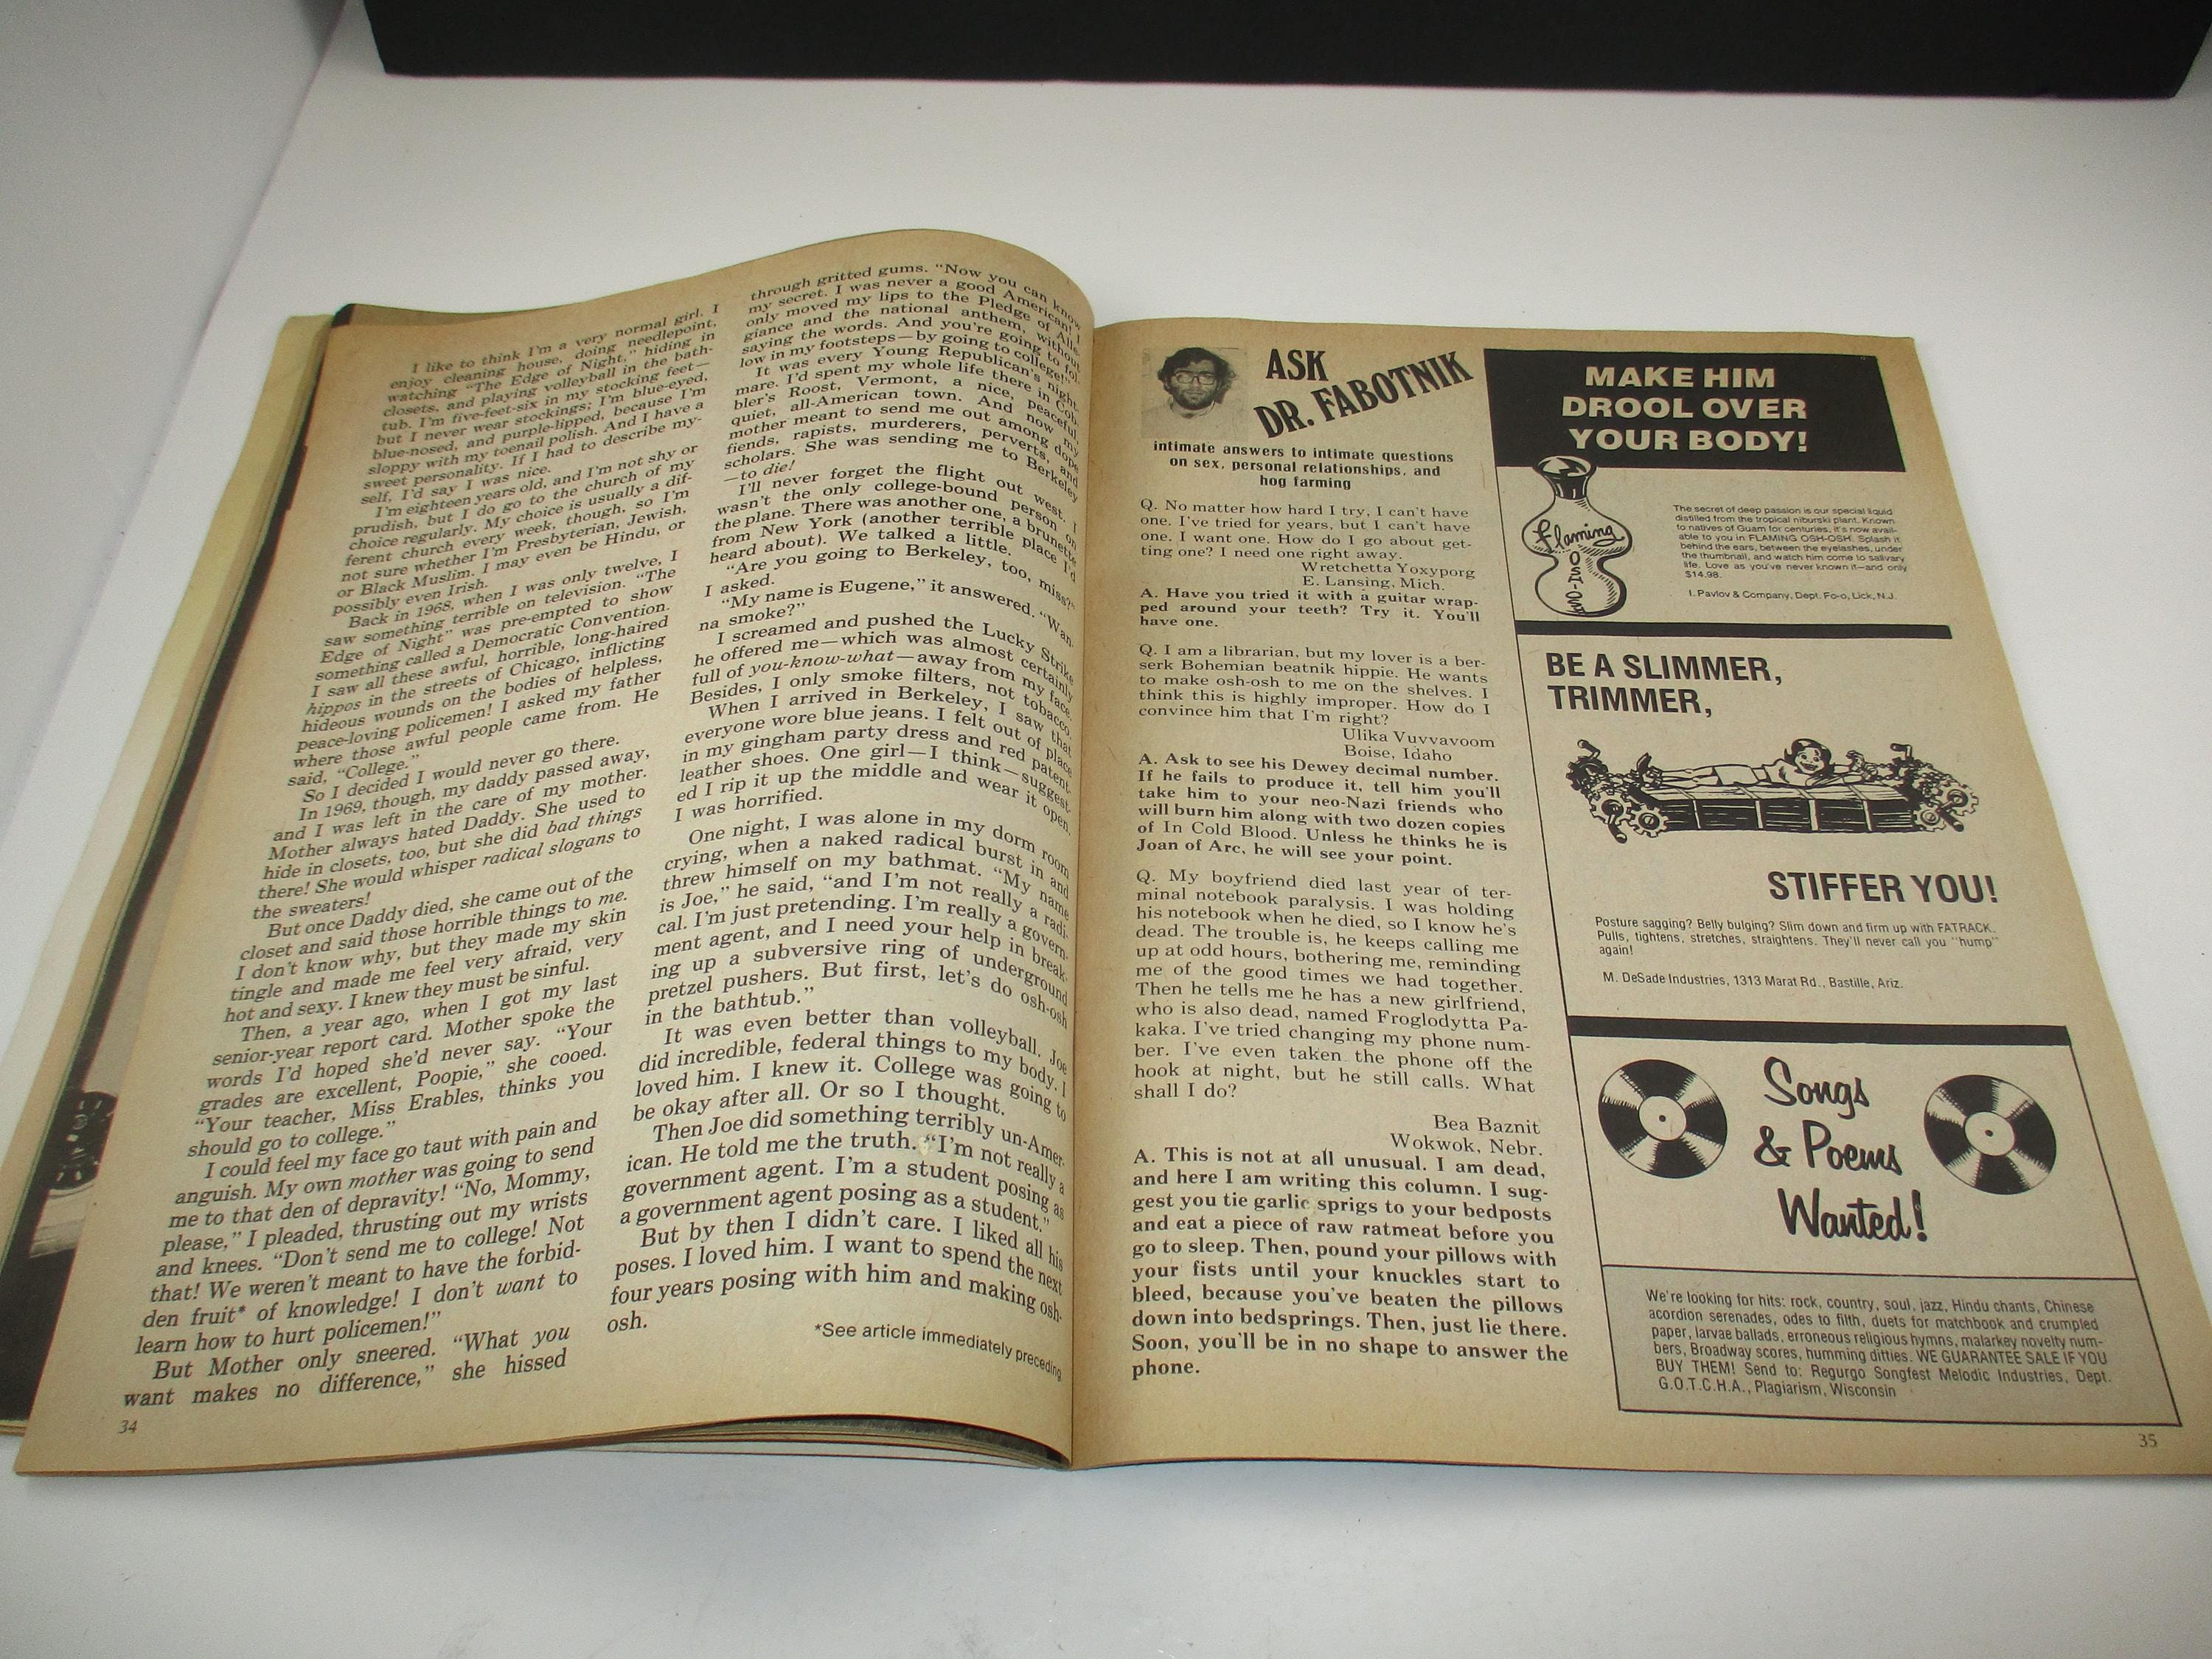 I like to think I'm a very normal girl. I
enjoy cleaning house, doing needlepoint,
watching "The Edge of Night," hiding in
closets, and playing volleyball in the bath-
tub. I'm five-feet-six in my stocking feet—
but I never wear stockings; I'm blue-eyed,
blue-nosed, and purple-lipped, because I'm
sloppy with my toenail polish. And I have a
sweet personality. If I had to describe my-
self, I'd say I was nice.
I'm eighteen years old, and I'm not shy or
prudish, but I do go to the church of my
choice regularly. My choice is usually a dif-
ferent church every week, though, so I'm
not sure whether I'm Presbyterian, Jewish,
or Black Muslim. I may even be Hindu, or
possibly even Irish.
Back in 1968, when I was only twelve, I
saw something terrible on television. "The
Edge of Night" was pre-empted to show
something called a Democratic Convention.
I saw all these awful, horrible, long-haired
hippos in the streets of Chicago, inflicting
hideous wounds on the bodies of helpless,
peace-loving policemen! I asked my father
where those awful people came from. He
said, "College."
So I decided I would never go there.
In 1969, though, my daddy passed away,
and I was left in the care of my mother.
Mother always hated Daddy. She used to
hide in closets, too, but she did bad things
there! She would whisper radical slogans to
the sweaters!
But once Daddy died, she came out of the
closet and said those horrible things to me.
I don't know why, but they made my skin
tingle and made me feel very afraid, very
hot and sexy. I knew they must be sinful.
Then, a year ago, when I got my last
senior-year report card. Mother spoke the
words I'd hoped she'd never say. "Your
grades are excellent, Poopie," she cooed.
"Your teacher, Miss Erables, thinks you
should go to college."
I could feel my face go taut with pain and
anguish. My own mother was going to send
me to that den of depravity! "No, Mommy,
please," I pleaded, thrusting out my wrists
and knees. "Don't send me to college! Not
that! We weren't meant to have the forbid-
den fruit* of knowledge! I don't want to
learn how to hurt policemen!"
But Mother only sneered. "What you
want makes no difference," she hissed
34
through gritted gums. "Now you can know
my secret. I was never a good American! I
only moved my lips to the Pledge of Alle-
giance and the national anthem, without
saying the words. And you're going to fol-
low in my footsteps—by going to college!"
It was every Young Republican's night-
mare. I'd spent my whole life there in Cob-
bler's Roost, Vermont, a nice, peaceful,
quiet, all-American town. And now my
mother meant to send me out among dope
fiends, rapists, murderers, perverts, and
scholars. She was sending me to Berkeley
—to die!
I'll never forget the flight out west. I
wasn't the only college-bound person on
the plane. There was another one, a brunette
from New York (another terrible place I'd
heard about). We talked a little.
"Are you going to Berkeley, too, miss?"
I asked.
"My name is Eugene," it answered. "Wan-
na smoke?"
I screamed and pushed the Lucky Strike
he offered me—which was almost certainly
full of you-know-what—away from my face.
Besides, I only smoke filters, not tobacco.
When I arrived in Berkeley, I saw that
everyone wore blue jeans. I felt out of place
in my gingham party dress and red patent-
leather shoes. One girl—I think—suggest-
ed I rip it up the middle and wear it open.
I was horrified.
One night, I was alone in my dorm room
crying, when a naked radical burst in and
threw himself on my bathmat. "My name
is Joe," he said, "and I'm not really a radi-
cal. I'm just pretending. I'm really a govern-
ment agent, and I need your help in break-
ing up a subversive ring of underground
pretzel pushers. But first, let's do osh-osh
in the bathtub."
It was even better than volleyball. Joe
did incredible, federal things to my body. I
loved him. I knew it. College was going to
be okay after all. Or so I thought.
Then Joe did something terribly un-Amer-
ican. He told me the truth. "I'm not really a
government agent. I'm a student posing as
a government agent posing as a student."
But by then I didn't care. I liked all his
poses. I loved him. I want to spend the next
four years posing with him and making osh-
osh.
*See article immediately preceding.
ASK
DR. FABOTNIK
intimate answers to intimate questions
on sex, personal relationships, and
hog farming
Q. No matter how hard I try, I can't have
one. I've tried for years, but I can't have
one. I want one. How do I go about get-
ting one? I need one right away.
Wretchetta Yoxyporg
E. Lansing, Mich.
A. Have you tried it with a guitar wrap-
ped around your teeth? Try it. You'll
have one.
Q. I am a librarian, but my lover is a ber-
serk Bohemian beatnik hippie. He wants
to make osh-osh to me on the shelves. I
think this is highly improper. How do I
convince him that I'm right?
Ulika Vuvvavoom
Boise, Idaho
A. Ask to see his Dewey decimal number.
If he fails to produce it, tell him you'll
take him to your neo-Nazi friends who
will burn him along with two dozen copies
of In Cold Blood. Unless he thinks he is
Joan of Arc, he will see your point.
Q. My boyfriend died last year of ter-
minal notebook paralysis. I was holding
his notebook when he died, so I know he's
dead. The trouble is, he keeps calling me
up at odd hours, bothering me, reminding
me of the good times we had together.
Then he tells me he has a new girlfriend,
who is also dead, named Froglodytta Pa-
kaka. I've tried changing my phone num-
ber. I've even taken the phone off the
hook at night, but he still calls. What
shall I do?
Bea Baznit
Wokwok, Nebr.
A. This is not at all unusual. I am dead,
and here I am writing this column. I sug-
gest you tie garlic sprigs to your bedposts
and eat a piece of raw ratmeat before you
go to sleep. Then, pound your pillows with
your fists until your knuckles start to
bleed, because you've beaten the pillows
down into bedsprings. Then, just lie there.
Soon, you'll be in no shape to answer the
phone.
MAKE HIM
DROOL OVER
YOUR BODY!
Flaming
The secret of deep passion is our special liquid
distilled from the tropical niburski plant. Known
to natives of Guam for centuries, it's now avail-
able to you in FLAMING OSH-OSH. Splash it
behind the ears, between the eyelashes, under
the thumbnail, and watch him come to salivary
life. Love as you've never known it—and only
$14.98.
I. Pavlov & Company, Dept. Fo-o, Lick, N.J.
BE A SLIMMER,
TRIMMER,
STIFFER YOU!
Posture sagging? Belly bulging? Slim down and firm up with FATRACK.
Pulls, tightens, stretches, straightens. They'll never call you "hump"
again!
M. DeSade Industries, 1313 Marat Rd., Bastille, Ariz.
Songs
& Poems
Wanted!
We're looking for hits: rock, country, soul, jazz, Hindu chants, Chinese
acordion serenades, odes to filth, duets for matchbook and crumpled
paper, larvae ballads, erroneous religious hymns, malarkey novelty num-
bers, Broadway scores, humming ditties. WE GUARANTEE SALE IF YOU
BUY THEM! Send to: Regurgo Songfest Melodic Industries, Dept.
G.O.T.C.H.A., Plagiarism, Wisconsin
35